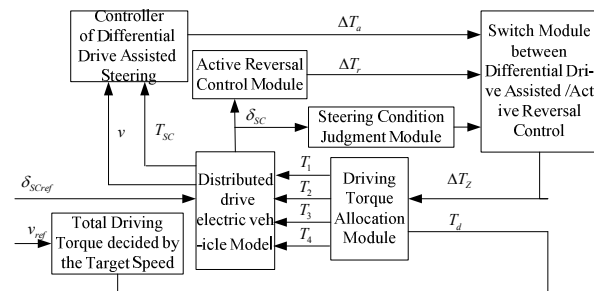 Controller
of Differential
Drive Assisted
Steering
ΔT_a
Switch Module
between
Differential Dri-
ve Assisted /Act
ive Reversal
Control
Active Reversal
Control Module
ΔT_r
v
T_SC
δ_SC
Steering Condition
Judgment Module
δ_SCref
Distributed
drive
electric veh
-icle Model
T_1
T_2
T_3
T_4
Driving
Torque
Allocation
Module
ΔT_Z
T_d
v_ref
Total Driving
Torque decided by
the Target Speed